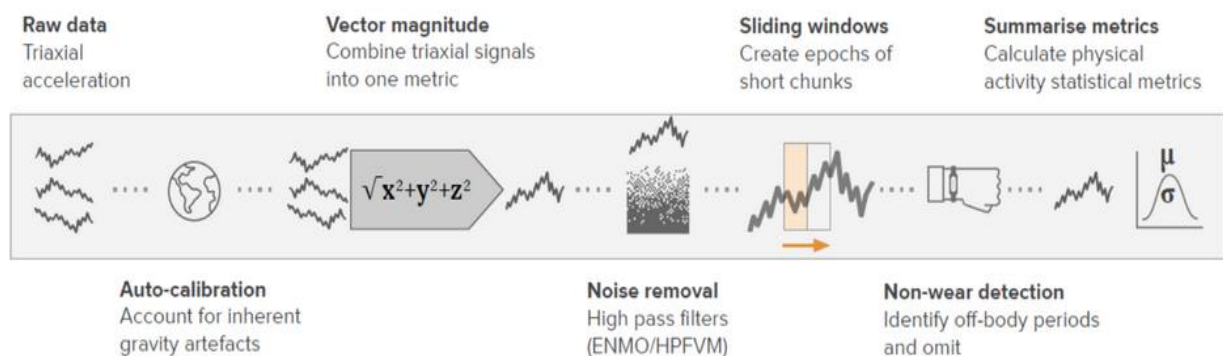 Raw data
Triaxial
acceleration
Vector magnitude
Combine triaxial signals
into one metric
Sliding windows
Create epochs of
short chunks
Summarise metrics
Calculate physical
activity statistical metrics
√x²+y²+z²
μ
σ
Auto-calibration
Account for inherent
gravity artefacts
Noise removal
High pass filters
(ENMO/HPFVM)
Non-wear detection
Identify off-body periods
and omit